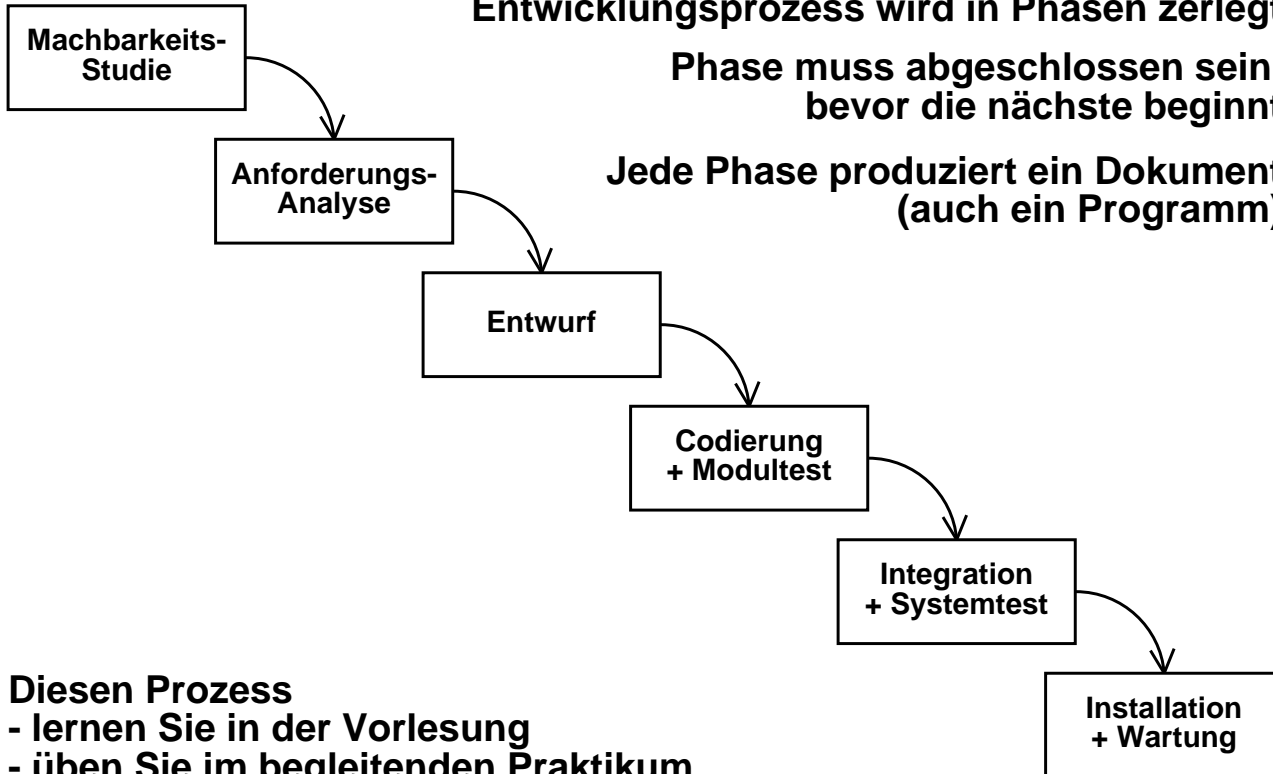 Entwicklungsprozess wird in Phasen zerlegt
Machbarkeits-
Studie
Phase muss abgeschlossen sein
bevor die nächste beginnt
Anforderungs-
Analyse
Jede Phase produziert ein Dokument
(auch ein Programm)
Entwurf
Codierung
+ Modultest
Integration
+ Systemtest
Installation
+ Wartung
Diesen Prozess
- lernen Sie in der Vorlesung
- üben Sie im begleitenden Praktikum